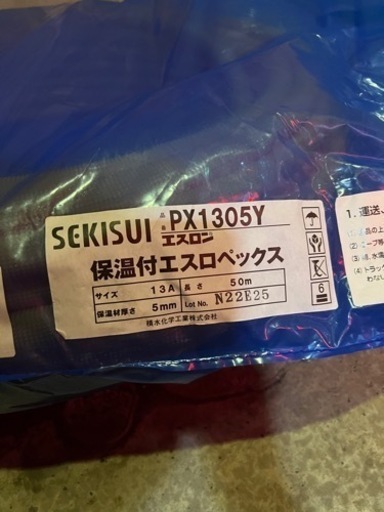 SEKISUI 品番 PX1305Y
エスロン
保温付エスロペックス
サイズ 13A 長さ 50m
保温材厚さ 5mm Lot No. N22E25
積水化学工業株式会社
6
1. 運送、